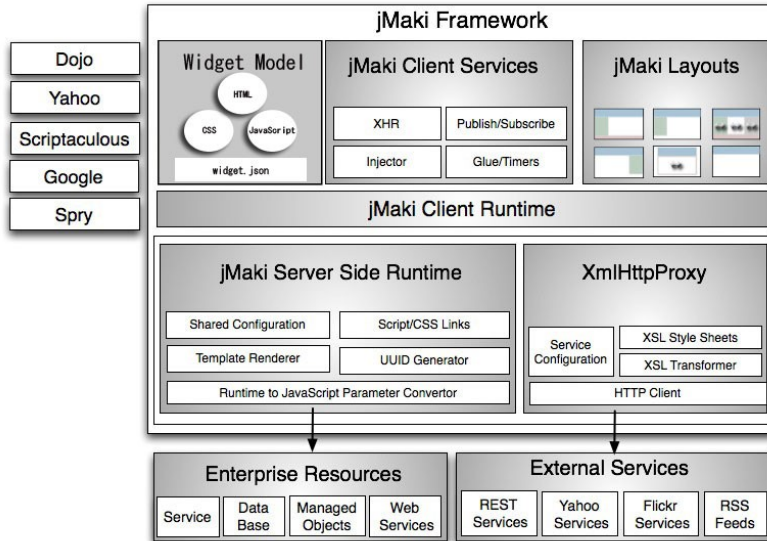 jMaki Framework
Dojo
Yahoo
Scriptaculous
Google
Spry
Widget Model
HTML
CSS
JavaScript
widget.json
jMaki Client Services
XHR
Publish/Subscribe
Injector
Glue/Timers
jMaki Layouts
jMaki Client Runtime
jMaki Server Side Runtime
Shared Configuration
Script/CSS Links
Template Renderer
UUID Generator
Runtime to JavaScript Parameter Convertor
XmlHttpProxy
Service
Configuration
XSL Style Sheets
XSL Transformer
HTTP Client
Enterprise Resources
Service
Data
Base
Managed
Objects
Web
Services
External Services
REST
Services
Yahoo
Services
Flickr
Services
RSS
Feeds